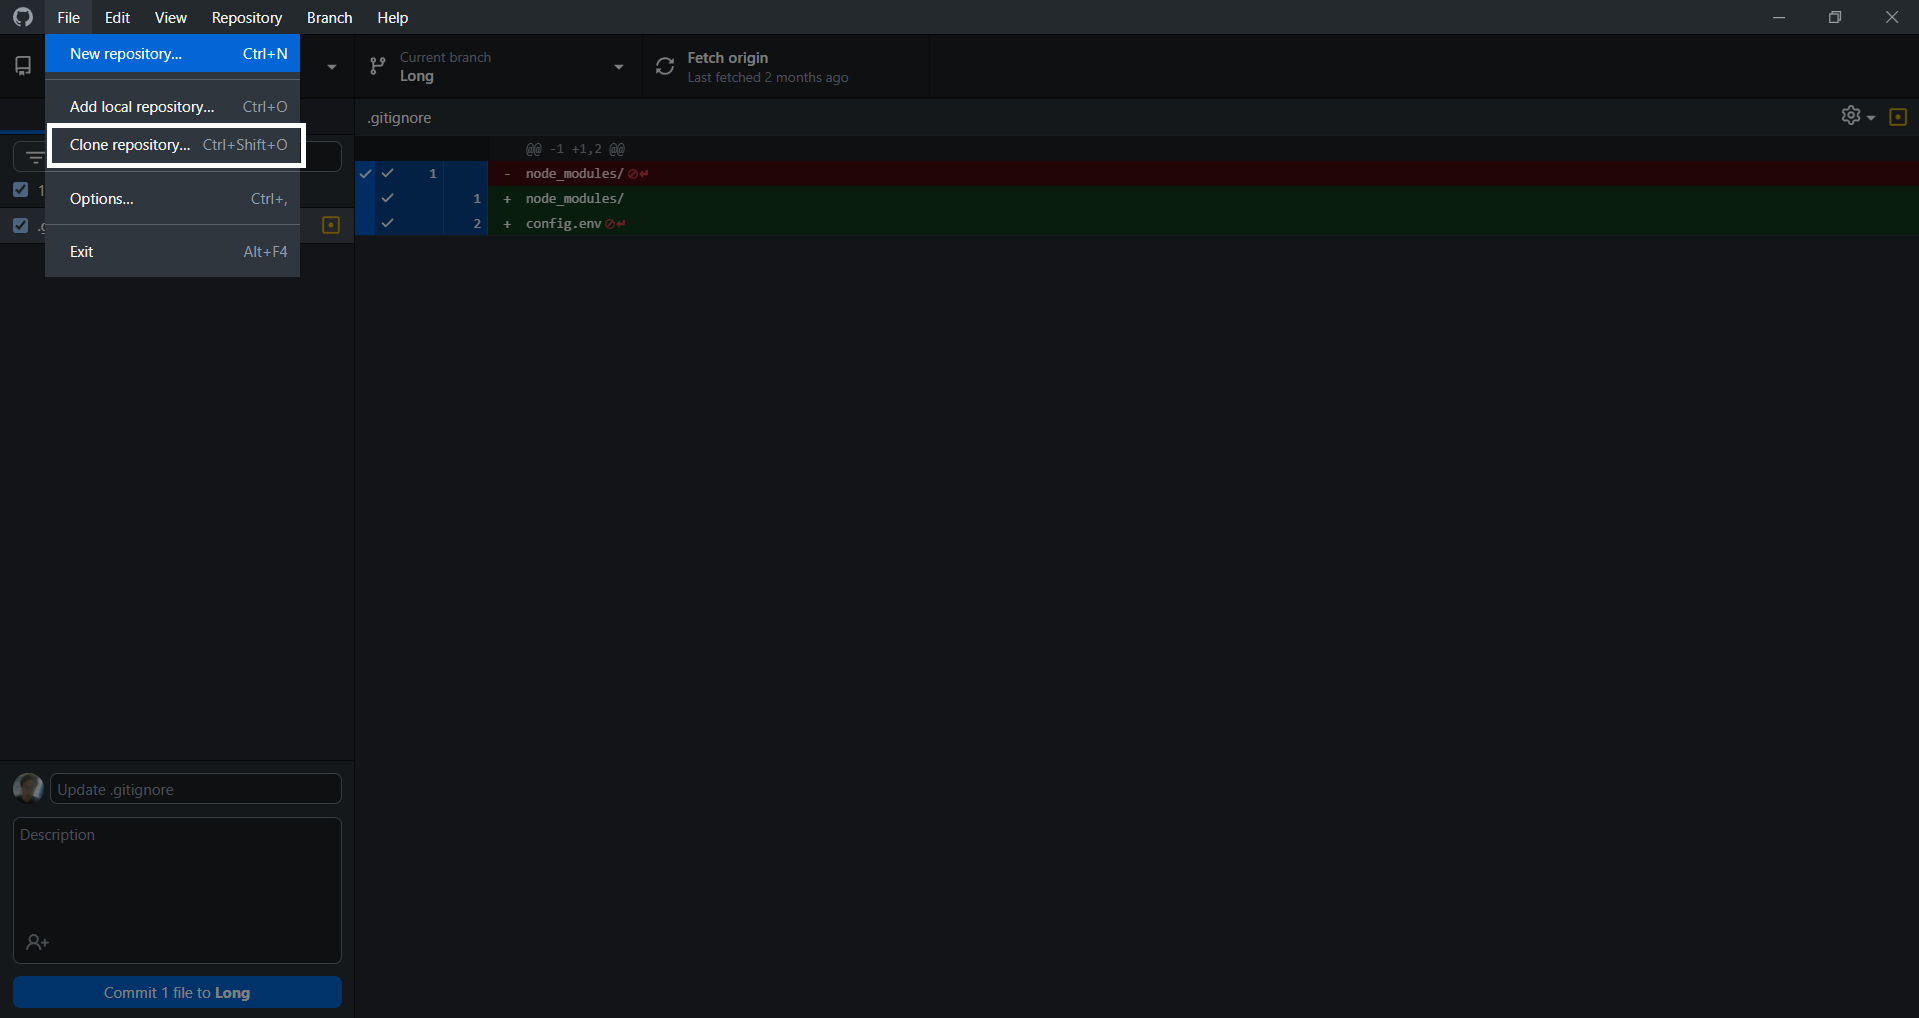 File Edit View Repository Branch Help
New repository... Ctrl+N
Current branch
Long
Fetch origin
Last fetched 2 months ago
Add local repository... Ctrl+O
Clone repository... Ctrl+Shift+O
Options... Ctrl+,
Exit Alt+F4
1
.gitignore
@@ -1 +1,2 @@
1 - node_modules/
1 + node_modules/
2 + config.env
Update .gitignore
Description
Commit 1 file to Long